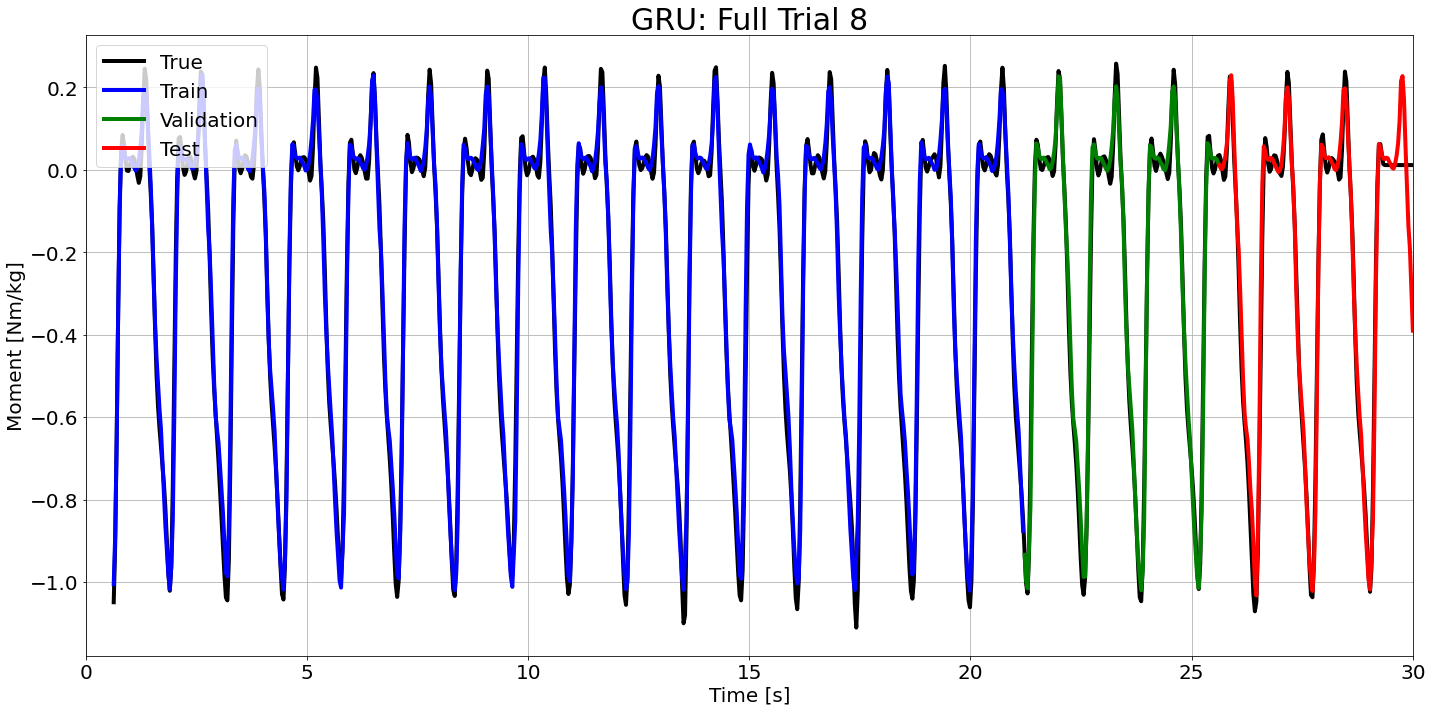 GRU: Full Trial 8
True
Train
Validation
Test
0.2
0.0
−0.2
−0.4
−0.6
−0.8
−1.0
Moment [Nm/kg]
0 5 10 15 20 25 30
Time [s]